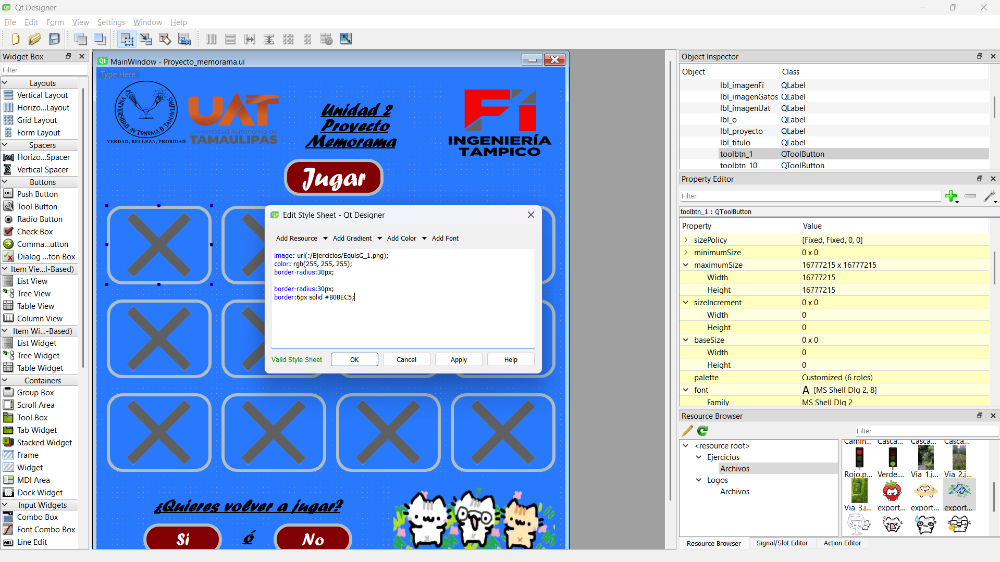 Qt Designer
File Edit Form View Settings Window Help
Widget Box
Filter
Layouts
Vertical Layout
Horizo...Layout
Grid Layout
Form Layout
Spacers
Horizo...Spacer
Vertical Spacer
Buttons
Push Button
Tool Button
Radio Button
Check Box
Comma...utton
Dialog ...ton Box
Item Vie...l-Based)
List View
Tree View
Table View
Column View
Item Wi...-Based)
List Widget
Tree Widget
Table Widget
Containers
Group Box
Scroll Area
Tool Box
Tab Widget
Stacked Widget
Frame
Widget
MDI Area
Dock Widget
Input Widgets
Combo Box
Font Combo Box
Line Edit
MainWindow - Proyecto_memorama.ui
Type Here
VERDAD, BELLEZA, PROBIDAD
UAT
Universidad Autónoma de
TAMAULIPAS
Unidad 2
Proyecto
Memorama
FI
INGENIERÍA
TAMPICO
Jugar
Edit Style Sheet - Qt Designer
Add Resource Add Gradient Add Color Add Font
image: url(:/Ejercicios/EquisG_1.png);
color: rgb(255, 255, 255);
border-radius:30px;
border-radius:30px;
border:6px solid #B0BEC5;
Valid Style Sheet OK Cancel Apply Help
¿Quieres volver a jugar?
Si ó No
Object Inspector
Object Class
lbl_imagenFi QLabel
lbl_imagenGatos QLabel
lbl_imagenUat QLabel
lbl_o QLabel
lbl_proyecto QLabel
lbl_titulo QLabel
toolbtn_1 QToolButton
toolbtn_10 QToolButton
Property Editor
Filter
toolbtn_1 : QToolButton
Property Value
sizePolicy [Fixed, Fixed, 0, 0]
minimumSize 0 x 0
maximumSize 16777215 x 16777215
Width 16777215
Height 16777215
sizeIncrement 0 x 0
Width 0
Height 0
baseSize 0 x 0
Width 0
Height 0
palette Customized (6 roles)
font A [MS Shell Dlg 2, 8]
Family MS Shell Dlg 2
Resource Browser
Filter
<resource root>
Ejercicios
Archivos
Logos
Archivos
Camin... Casca... Casca... Casca...
Rojo.p... Verde.... Via_1.j... Via_2.j...
Via_3.j... export... export... export...
Resource Browser Signal/Slot Editor Action Editor